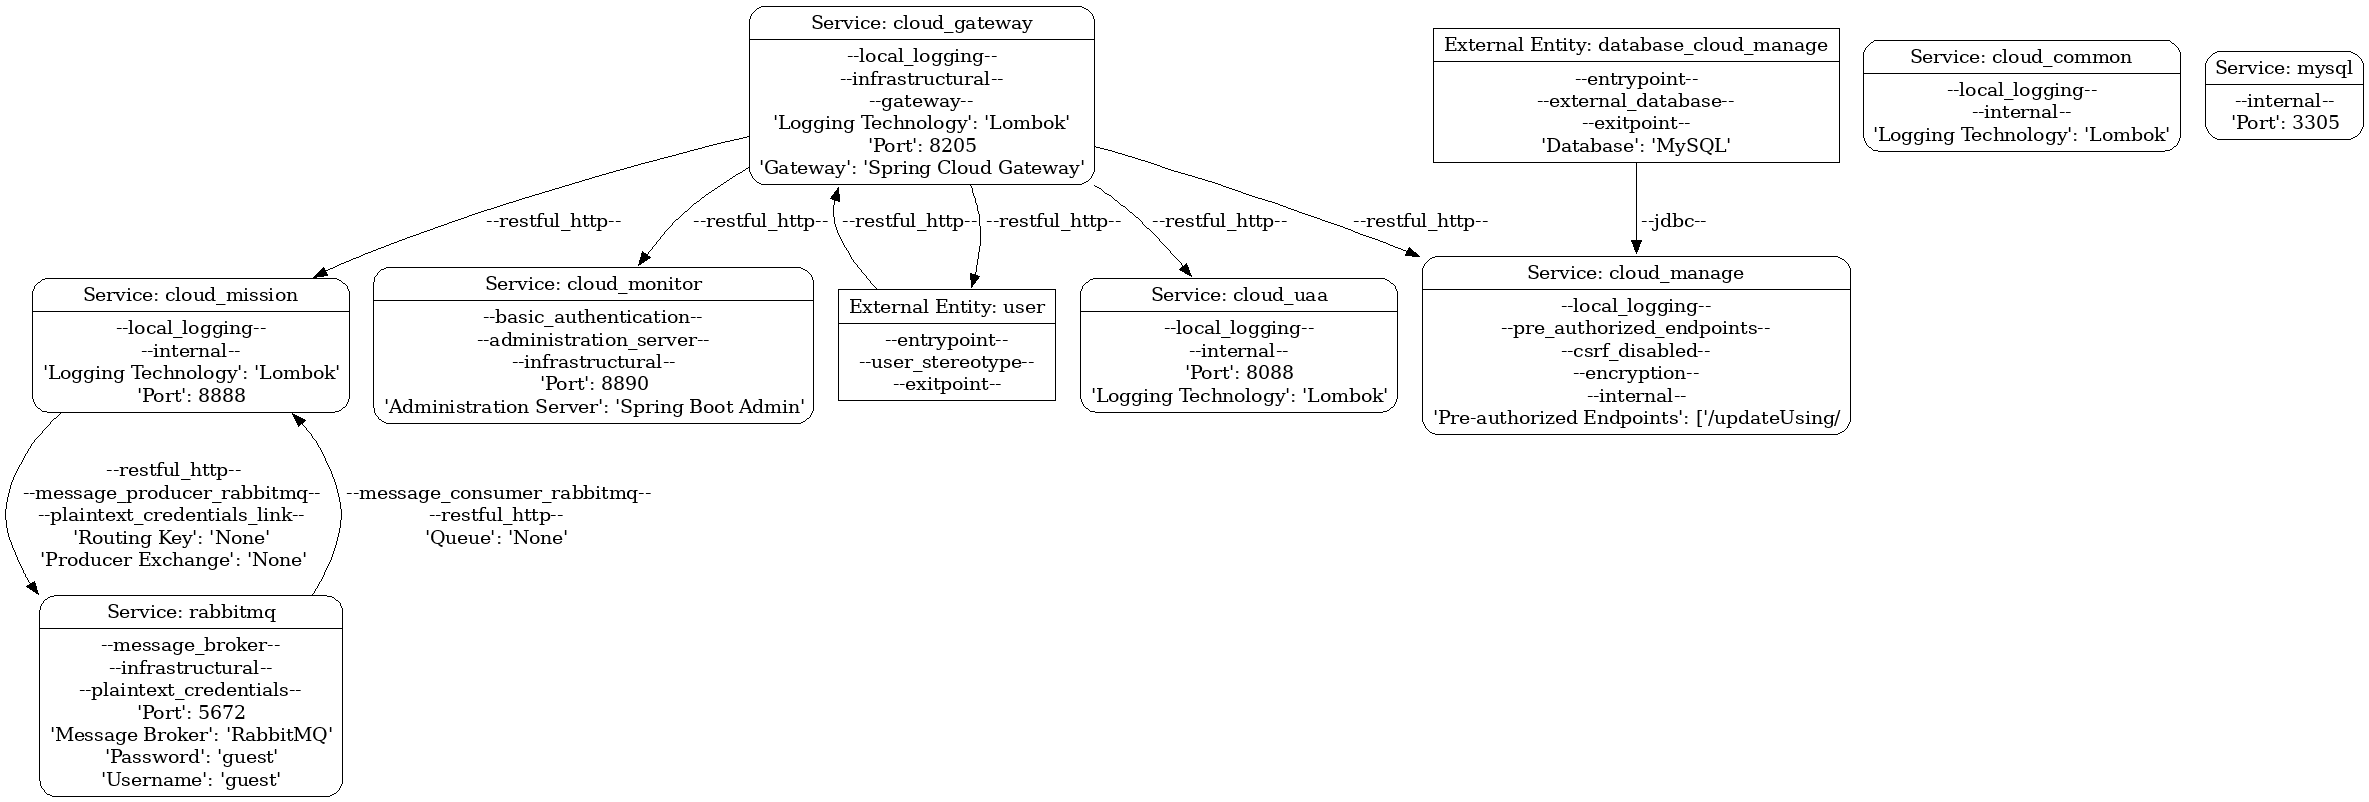 Service: cloud_gateway
--local_logging--
--infrastructural--
--gateway--
'Logging Technology': 'Lombok'
'Port': 8205
'Gateway': 'Spring Cloud Gateway'
External Entity: database_cloud_manage
--entrypoint--
--external_database--
--exitpoint--
'Database': 'MySQL'
Service: cloud_common
--local_logging--
--internal--
'Logging Technology': 'Lombok'
Service: mysql
--internal--
'Port': 3305
--restful_http--
--restful_http--
--restful_http--
--restful_http--
--restful_http--
--restful_http--
--jdbc--
Service: cloud_mission
--local_logging--
--internal--
'Logging Technology': 'Lombok'
'Port': 8888
Service: cloud_monitor
--basic_authentication--
--administration_server--
--infrastructural--
'Port': 8890
'Administration Server': 'Spring Boot Admin'
External Entity: user
--entrypoint--
--user_stereotype--
--exitpoint--
Service: cloud_uaa
--local_logging--
--internal--
'Port': 8088
'Logging Technology': 'Lombok'
Service: cloud_manage
--local_logging--
--pre_authorized_endpoints--
--csrf_disabled--
--encryption--
--internal--
'Pre-authorized Endpoints': ['/updateUsing/
--restful_http--
--message_producer_rabbitmq--
--plaintext_credentials_link--
'Routing Key': 'None'
'Producer Exchange': 'None'
--message_consumer_rabbitmq--
--restful_http--
'Queue': 'None'
Service: rabbitmq
--message_broker--
--infrastructural--
--plaintext_credentials--
'Port': 5672
'Message Broker': 'RabbitMQ'
'Password': 'guest'
'Username': 'guest'